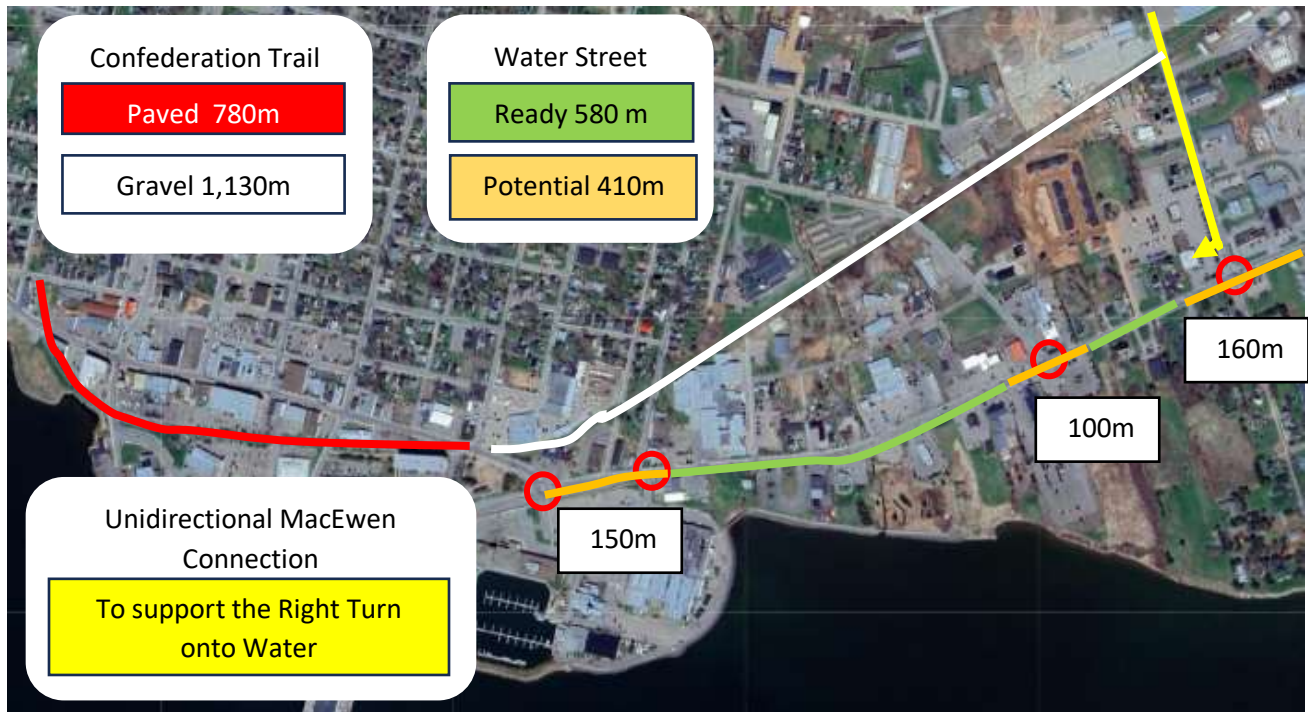 Confederation Trail
Paved 780m
Gravel 1,130m
Water Street
Ready 580 m
Potential 410m
160m
100m
150m
Unidirectional MacEwen
Connection
To support the Right Turn
onto Water